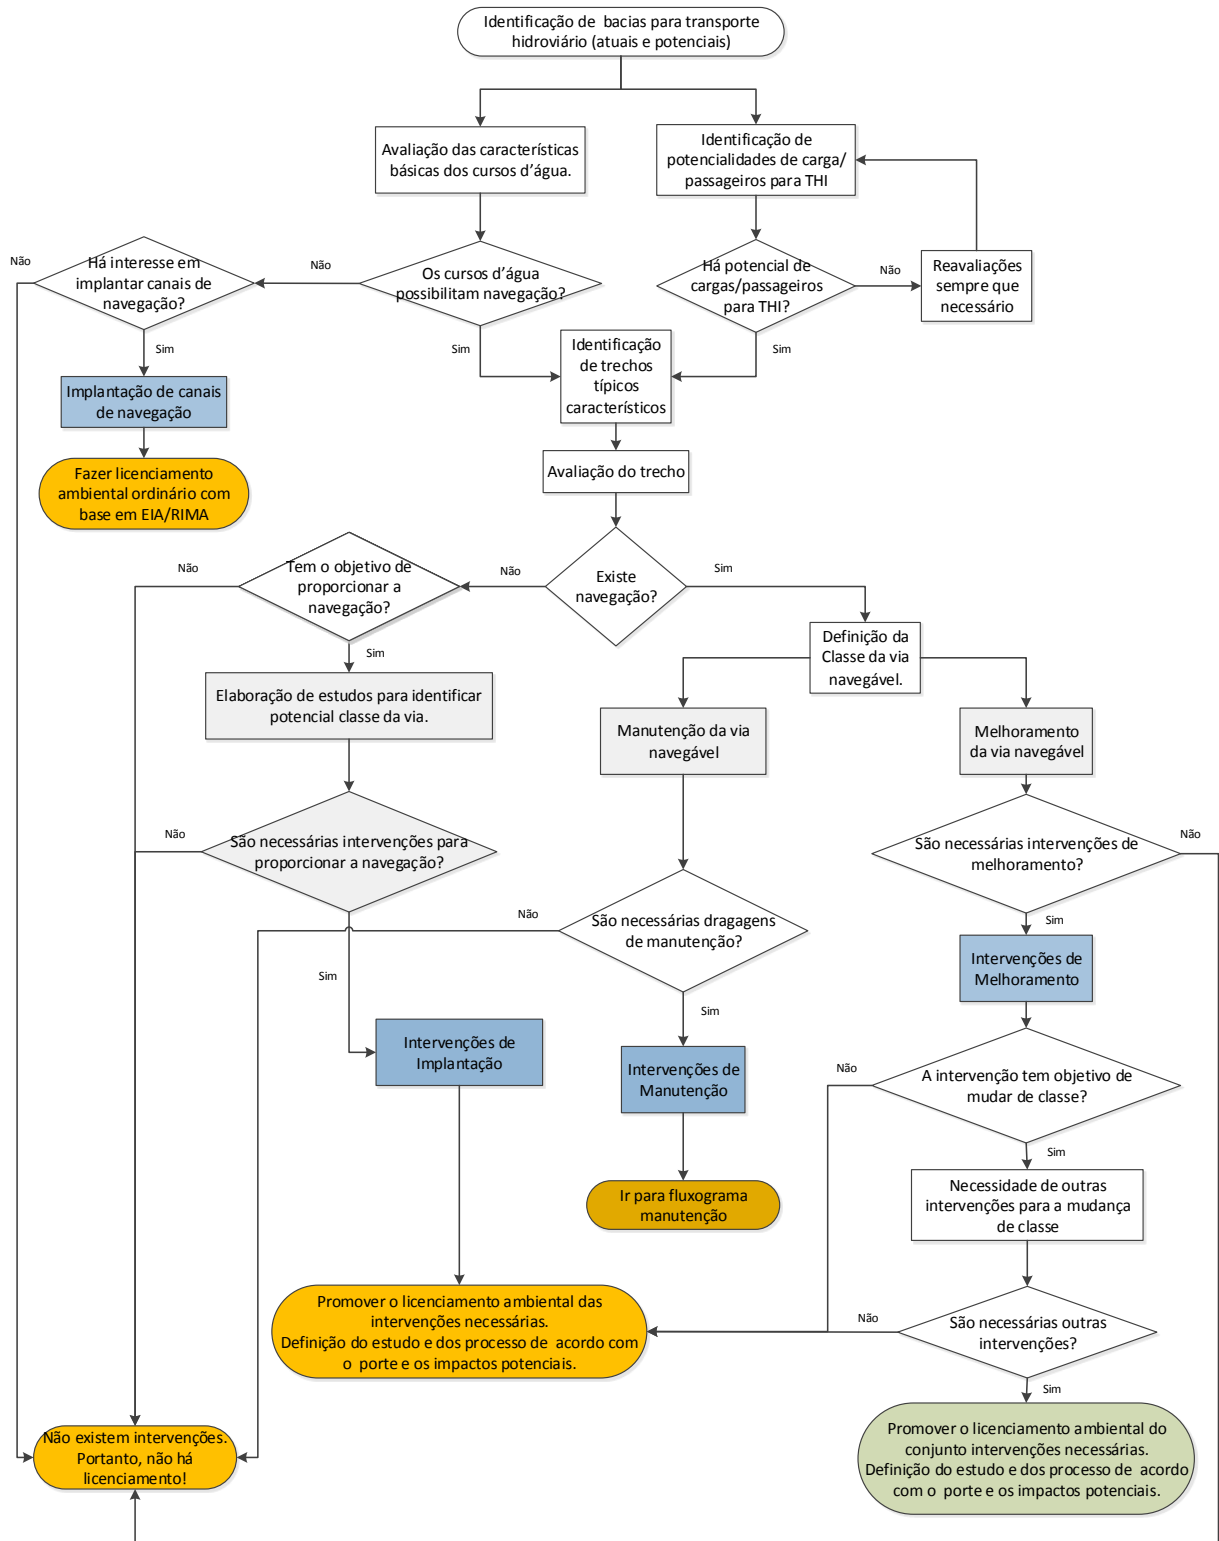 Identificação de bacias para transporte
hidroviário (atuais e potenciais)
Avaliação das características
básicas dos cursos d’água.
Identificação de
potencialidades de carga/
passageiros para THI
Não
Há interesse em
implantar canais de
navegação?
Não
Os cursos d’água
possibilitam navegação?
Há potencial de
cargas/passageiros
para THI?
Não
Reavaliações
sempre que
necessário
Sim
Sim
Sim
Identificação
de trechos
típicos
característicos
Implantação de canais
de navegação
Fazer licenciamento
ambiental ordinário com
base em EIA/RIMA
Avaliação do trecho
Não
Tem o objetivo de
proporcionar a
navegação?
Não
Existe
navegação?
Sim
Sim
Definição da
Classe da via
navegável.
Elaboração de estudos para identificar
potencial classe da via.
Manutenção da via
navegável
Melhoramento
da via navegável
Não
São necessárias intervenções para
proporcionar a navegação?
São necessárias intervenções de
melhoramento?
Não
Não
São necessárias dragagens
de manutenção?
Sim
Sim
Intervenções de
Melhoramento
Sim
Intervenções de
Implantação
Intervenções de
Manutenção
Não
A intervenção tem objetivo de
mudar de classe?
Sim
Ir para fluxograma
manutenção
Necessidade de outras
intervenções para a mudança
de classe
Promover o licenciamento ambiental das
intervenções necessárias.
Definição do estudo e dos processo de acordo com
o porte e os impactos potenciais.
Não
São necessárias outras
intervenções?
Sim
Não existem intervenções.
Portanto, não há
licenciamento!
Promover o licenciamento ambiental do
conjunto intervenções necessárias.
Definição do estudo e dos processo de acordo
com o porte e os impactos potenciais.